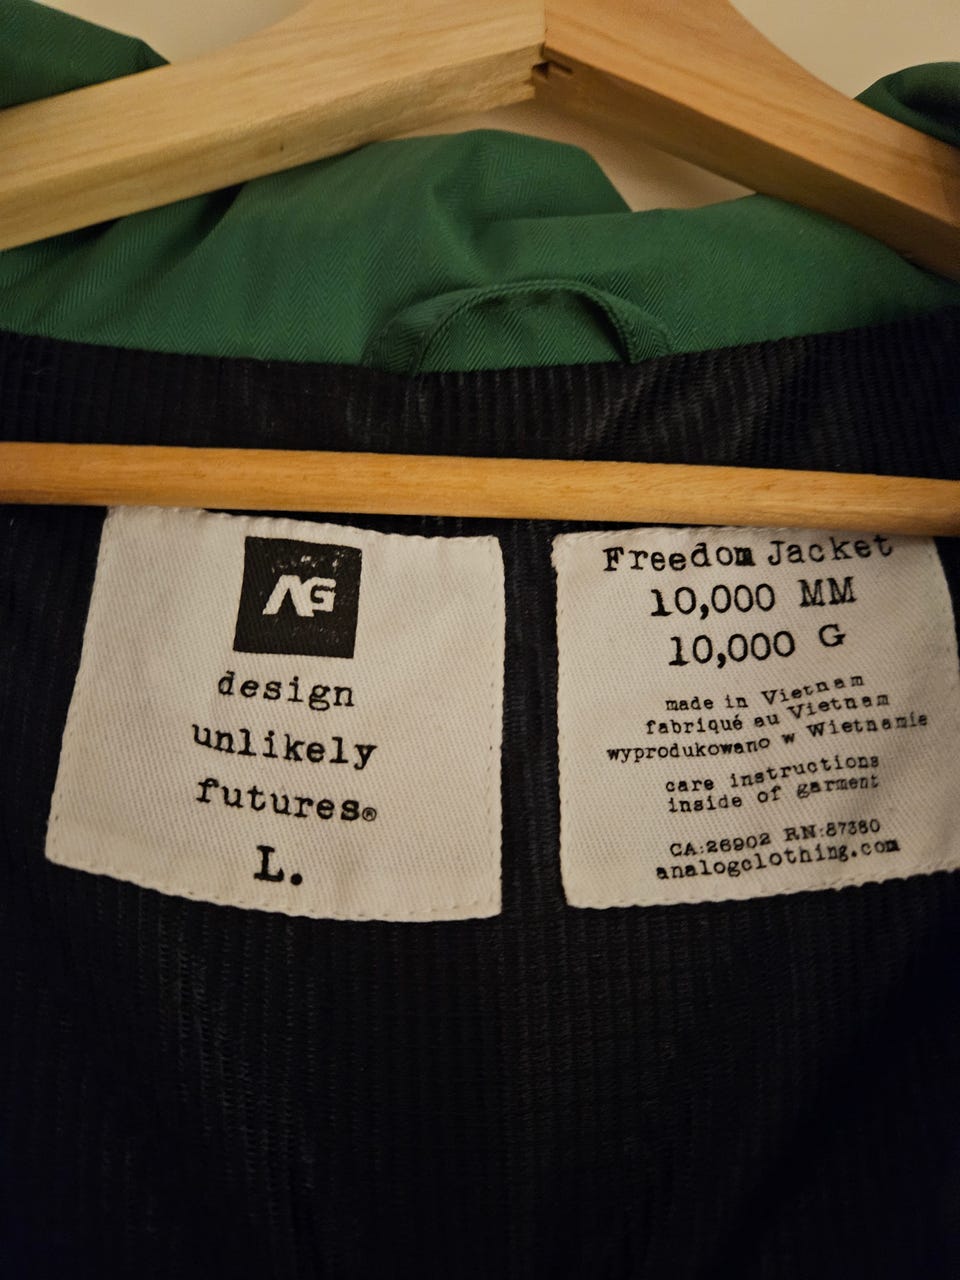 AG
design
unlikely
futures®
L.
Freedom Jacket
10,000 MM
10,000 G
made in Vietnam
fabriqué au Vietnam
wyprodukowano w Wietnamie
care instructions
inside of garment
CA:26902 RN:87380
analogclothing.com